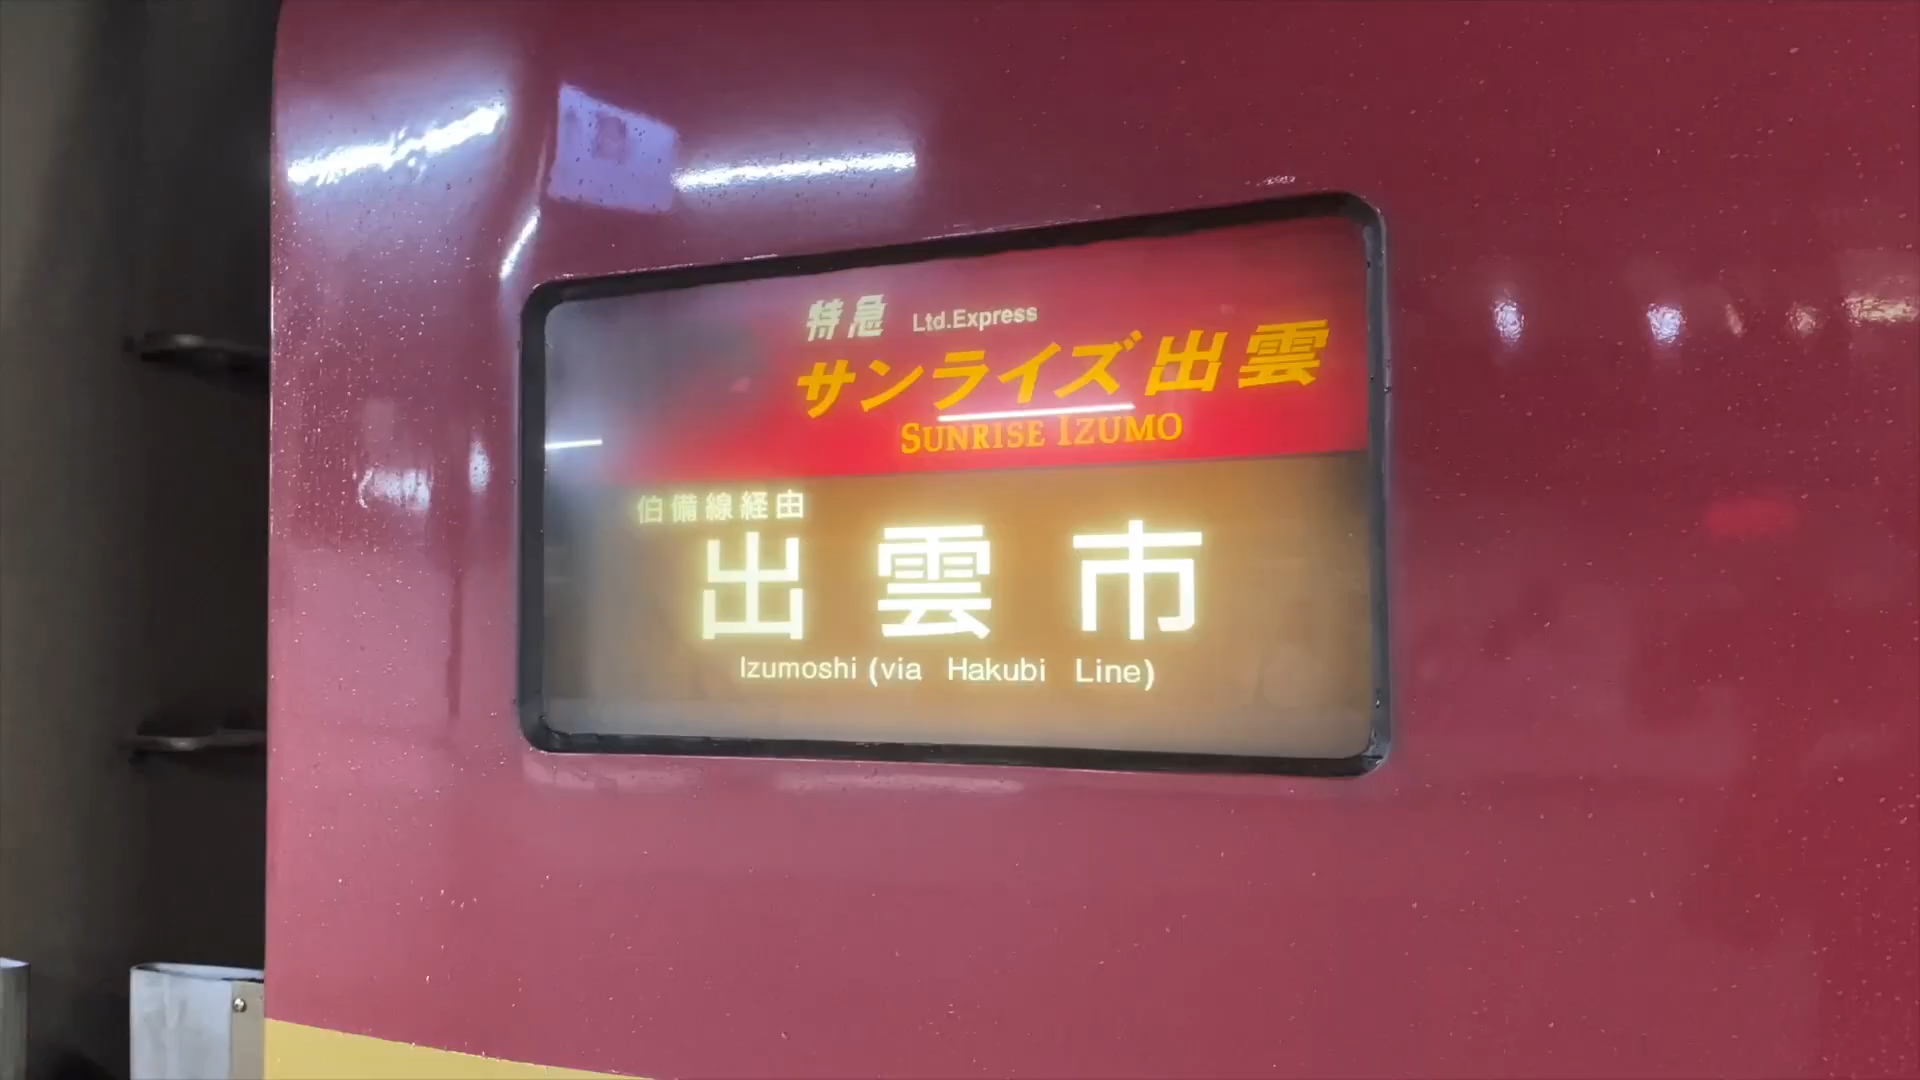 特急 Ltd.Express
サンライズ出雲
SUNRISE IZUMO
伯備線経由
出雲市
Izumoshi (via Hakubi Line)